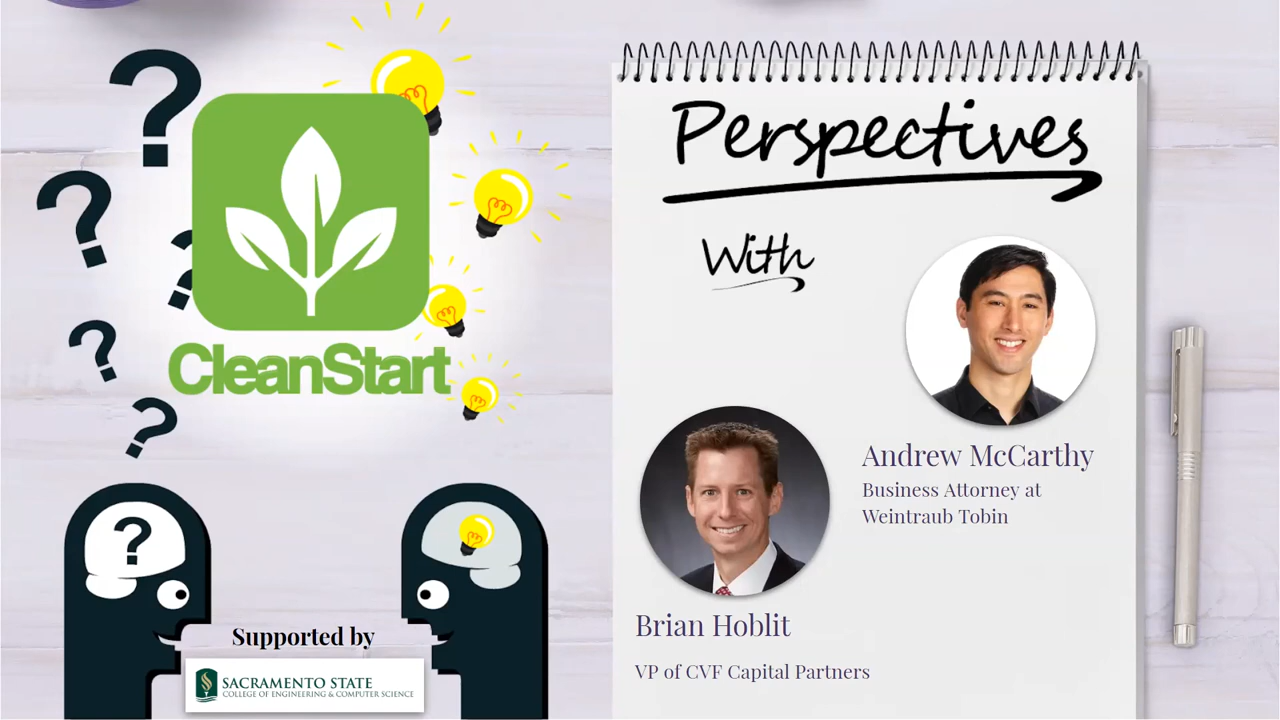 CleanStart
Supported by
SACRAMENTO STATE
COLLEGE OF ENGINEERING & COMPUTER SCIENCE
Perspectives
With
Andrew McCarthy
Business Attorney at
Weintraub Tobin
Brian Hoblit
VP of CVF Capital Partners